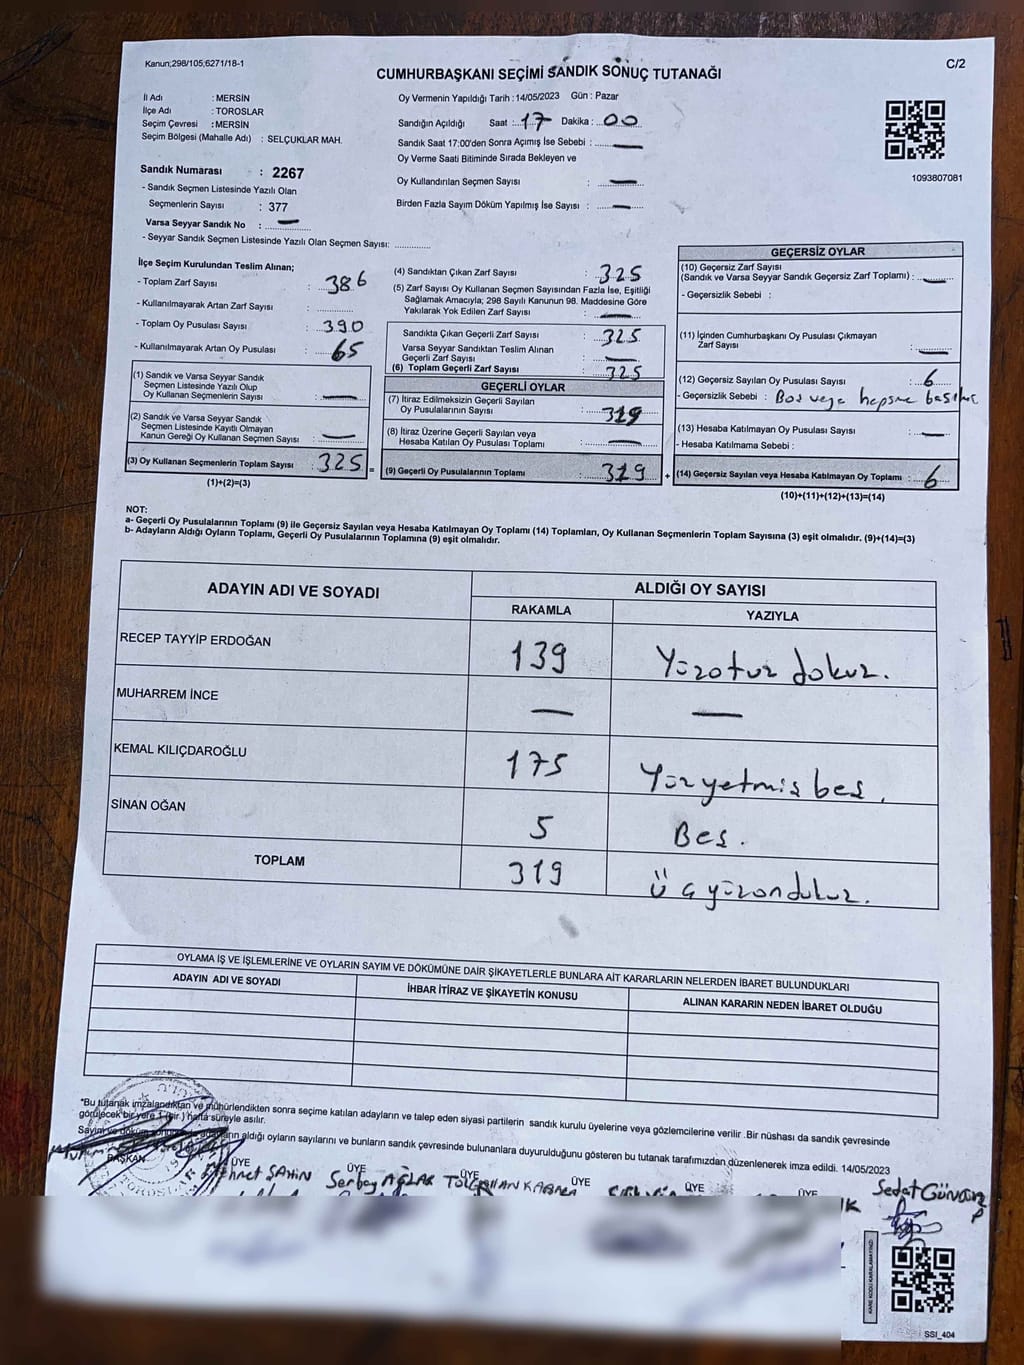 Kanun;298/105;6271/18-1
C/2
CUMHURBAŞKANI SEÇİMİ SANDIK SONUÇ TUTANAĞI
İl Adı : MERSİN
İlçe Adı : TOROSLAR
Seçim Çevresi : MERSİN
Seçim Bölgesi (Mahalle Adı) : SELÇUKLAR MAH.
Oy Vermenin Yapıldığı Tarih : 14/05/2023 Gün : Pazar
Sandığın Açıldığı Saat : 17 Dakika : 00
Sandık Saat 17:00'den Sonra Açımış İse Sebebi : —
Oy Verme Saati Bitiminde Sırada Bekleyen ve
Oy Kullandırılan Seçmen Sayısı : —
Birden Fazla Sayım Döküm Yapılmış İse Sayısı : —
1093807081
Sandık Numarası : 2267
- Sandık Seçmen Listesinde Yazılı Olan
Seçmenlerin Sayısı : 377
Varsa Seyyar Sandık No : —
- Seyyar Sandık Seçmen Listesinde Yazılı Olan Seçmen Sayısı:
İlçe Seçim Kurulundan Teslim Alınan;
- Toplam Zarf Sayısı : 386
- Kullanılmayarak Artan Zarf Sayısı :
- Toplam Oy Pusulası Sayısı : 390
- Kullanılmayarak Artan Oy Pusulası : 65
(1) Sandık ve Varsa Seyyar Sandık
Seçmen Listesinde Yazılı Olup
Oy Kullanan Seçmenlerin Sayısı : —
(2) Sandık ve Varsa Seyyar Sandık
Seçmen Listesinde Kayıtlı Olmayan
Kanun Gereği Oy Kullanan Seçmen Sayısı : —
(3) Oy Kullanan Seçmenlerin Toplam Sayısı : 325 =
(1)+(2)=(3)
(4) Sandıktan Çıkan Zarf Sayısı : 325
(5) Zarf Sayısı Oy Kullanan Seçmen Sayısından Fazla İse, Eşitliği
Sağlamak Amacıyla; 298 Sayılı Kanunun 98. Maddesine Göre
Yakılarak Yok Edilen Zarf Sayısı : —
Sandıkta Çıkan Geçerli Zarf Sayısı : 325
Varsa Seyyar Sandıktan Teslim Alınan
Geçerli Zarf Sayısı : —
(6) Toplam Geçerli Zarf Sayısı : 325
GEÇERLİ OYLAR
(7) İtiraz Edilmeksizin Geçerli Sayılan
Oy Pusulalarının Sayısı : 319
(8) İtiraz Üzerine Geçerli Sayılan veya
Hesaba Katılan Oy Pusulası Toplamı : —
(9) Geçerli Oy Pusulalarının Toplamı : 319 +
GEÇERSİZ OYLAR
(10) Geçersiz Zarf Sayısı
(Sandık ve Varsa Seyyar Sandık Geçersiz Zarf Toplamı) : —
- Geçersizlik Sebebi :
(11) İçinden Cumhurbaşkanı Oy Pusulası Çıkmayan
Zarf Sayısı : —
(12) Geçersiz Sayılan Oy Pusulası Sayısı : 6
- Geçersizlik Sebebi : Bos veya hepsine
(13) Hesaba Katılmayan Oy Pusulası Sayısı : —
- Hesaba Katılmama Sebebi :
(14) Geçersiz Sayılan veya Hesaba Katılmayan Oy Toplamı : 6
(10)+(11)+(12)+(13)=(14)
NOT:
a- Geçerli Oy Pusulalarının Toplamı (9) ile Geçersiz Sayılan veya Hesaba Katılmayan Oy Toplamı (14) Toplamları, Oy Kullanan Seçmenlerin Toplam Sayısına (3) eşit olmalıdır. (9)+(14)=(3)
b- Adayların Aldığı Oyların Toplamı, Geçerli Oy Pusulalarının Toplamına (9) eşit olmalıdır.
ADAYIN ADI VE SOYADI
ALDIĞI OY SAYISI
RAKAMLA YAZIYLA
RECEP TAYYİP ERDOĞAN 139 Yüzotuz dokuz.
MUHARREM İNCE — —
KEMAL KILIÇDAROĞLU 175 Yüzyetmis bes.
SİNAN OĞAN 5 Bes.
TOPLAM 319 Üçyüzondokuz.
OYLAMA İŞ VE İŞLEMLERİNE VE OYLARIN SAYIM VE DÖKÜMÜNE DAİR ŞİKAYETLERLE BUNLARA AİT KARARLARIN NELERDEN İBARET BULUNDUKLARI
ADAYIN ADI VE SOYADI
İHBAR İTİRAZ VE ŞİKAYETİN KONUSU
ALINAN KARARIN NEDEN İBARET OLDUĞU
"Bu tutanak imzalandıktan ve mühürlendikten sonra seçime katılan adayların ve talep eden siyasi partilerin sandık kurulu üyelerine veya gözlemcilerine verilir. Bir nüshası da sandık çevresinde
görülecek bir yere 1 (bir) hafta süreyle asılır.
Sayım ve döküm aldığı oyların sayılarını ve bunların sandık çevresinde bulunanlara duyurulduğunu gösteren bu tutanak tarafımızdan düzenlenerek imza edildi. 14/05/2023
BAŞKAN ÜYE ÜYE ÜYE ÜYE ÜYE ÜYE
Mehmet ŞAHİN Serbay AĞLAR Sedat
TOROSLAR
SSI_404